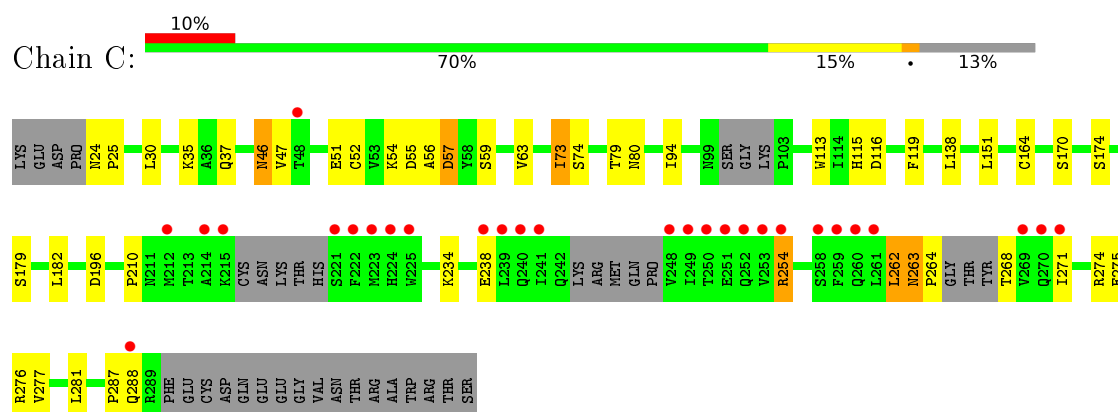 10%
Chain C:
70% 15% • 13%
LYS GLU ASP PRO N24 P25 L30 K35 A36 Q37 N46 V47 T48 E51 C52 V53 K54 D55 A56 D57 Y58 S59 V63 I73 S74 T79 N80 I94 N99 SER GLY LYS P103 W113 I114 H115 D116 F119 L138 L151 C164 S170 S174
S179 L182 D196 P210 N211 M212 T213 A214 K215 CYS ASN LYS THR HIS S221 F222 M223 H224 W225 K234 E238 L239 Q240 I241 Q242 LYS ARG MET GLN PRO V248 I249 T250 E251 Q252 V253 R254 S258 F259 Q260 L261 L262 N263 P264 GLY THR TYR T268 V269 Q270 I271 R274
R276 V277 L281 P287 Q288 R289 PHE GLU CYS ASP GLN GLU GLU GLY VAL ASN THR ARG ALA TRP ARG THR SER